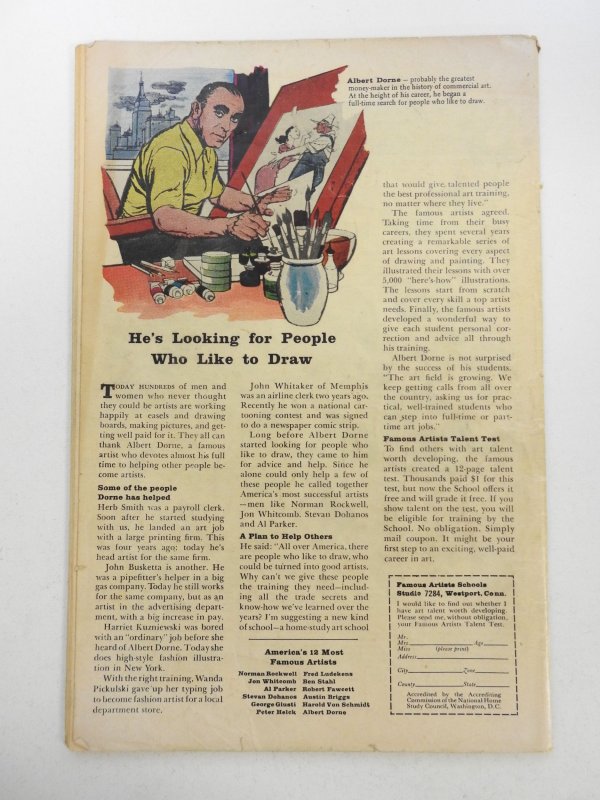 Albert Dorne — probably the greatest
money-maker in the history of commercial art.
At the height of his career, he began a
full-time search for people who like to draw.
He's Looking for People
Who Like to Draw
TODAY HUNDREDS of men and
women who never thought
they could be artists are working
happily at easels and drawing
boards, making pictures, and get-
ting well paid for it. They all can
thank Albert Dorne, a famous
artist who devotes almost his full
time to helping other people be-
come artists.
Some of the people
Dorne has helped
Herb Smith was a payroll clerk.
Soon after he started studying
with us, he landed an art job
with a large printing firm. This
was four years ago; today he's
head artist for the same firm.
John Busketta is another. He
was a pipefitter's helper in a big
gas company. Today he still works
for the same company, but as an
artist in the advertising depart-
ment, with a big increase in pay.
Harriet Kuzniewski was bored
with an "ordinary" job before she
heard of Albert Dorne. Today she
does high-style fashion illustra-
tion in New York.
With the right training, Wanda
Pickulski gave up her typing job
to become fashion artist for a local
department store.
John Whitaker of Memphis
was an airline clerk two years ago.
Recently he won a national car-
tooning contest and was signed
to do a newspaper comic strip.
Long before Albert Dorne
started looking for people who
like to draw, they came to him
for advice and help. Since he
alone could only help a few of
these people he called together
America's most successful artists
—men like Norman Rockwell,
Jon Whitcomb, Stevan Dohanos
and Al Parker.
A Plan to Help Others
He said: "All over America, there
are people who like to draw, who
could be turned into good artists.
Why can't we give these people
the training they need—includ-
ing all the trade secrets and
know-how we've learned over the
years? I'm suggesting a new kind
of school—a home-study art school
America's 12 Most
Famous Artists
Norman Rockwell Fred Ludekens
Jon Whitcomb Ben Stahl
Al Parker Robert Fawcett
Stevan Dohanos Austin Briggs
George Giusti Harold Von Schmidt
Peter Helck Albert Dorne
that would give talented people
the best professional art training,
no matter where they live."
The famous artists agreed.
Taking time from their busy
careers, they spent several years
creating a remarkable series of
art lessons covering every aspect
of drawing and painting. They
illustrated their lessons with over
5,000 "here's-how" illustrations.
The lessons start from scratch
and cover every skill a top artist
needs. Finally, the famous artists
developed a wonderful way to
give each student personal cor-
rection and advice all through
his training.
Albert Dorne is not surprised
by the success of his students.
"The art field is growing. We
keep getting calls from all over
the country, asking us for prac-
tical, well-trained students who
can step into full-time or part-
time art jobs."
Famous Artists Talent Test
To find others with art talent
worth developing, the famous
artists created a 12-page talent
test. Thousands paid $1 for this
test, but now the School offers it
free and will grade it free. If you
show talent on the test, you will
be eligible for training by the
School. No obligation. Simply
mail coupon. It might be your
first step to an exciting, well-paid
career in art.
Famous Artists Schools
Studio 7284, Westport, Conn.
I would like to find out whether I
have art talent worth developing.
Please send me, without obligation,
your Famous Artists Talent Test.
Mr.
Mrs. Age
Miss (please print)
Address
City Zone
County State
Accredited by the Accrediting
Commission of the National Home
Study Council, Washington, D.C.